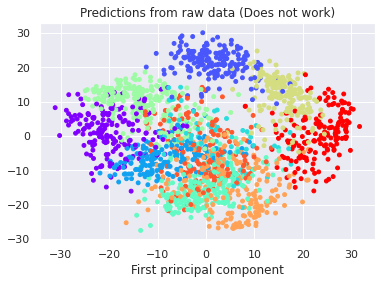 Predictions from raw data (Does not work)
30
20
10
0
−10
−20
−30
−30 −20 −10 0 10 20 30
First principal component